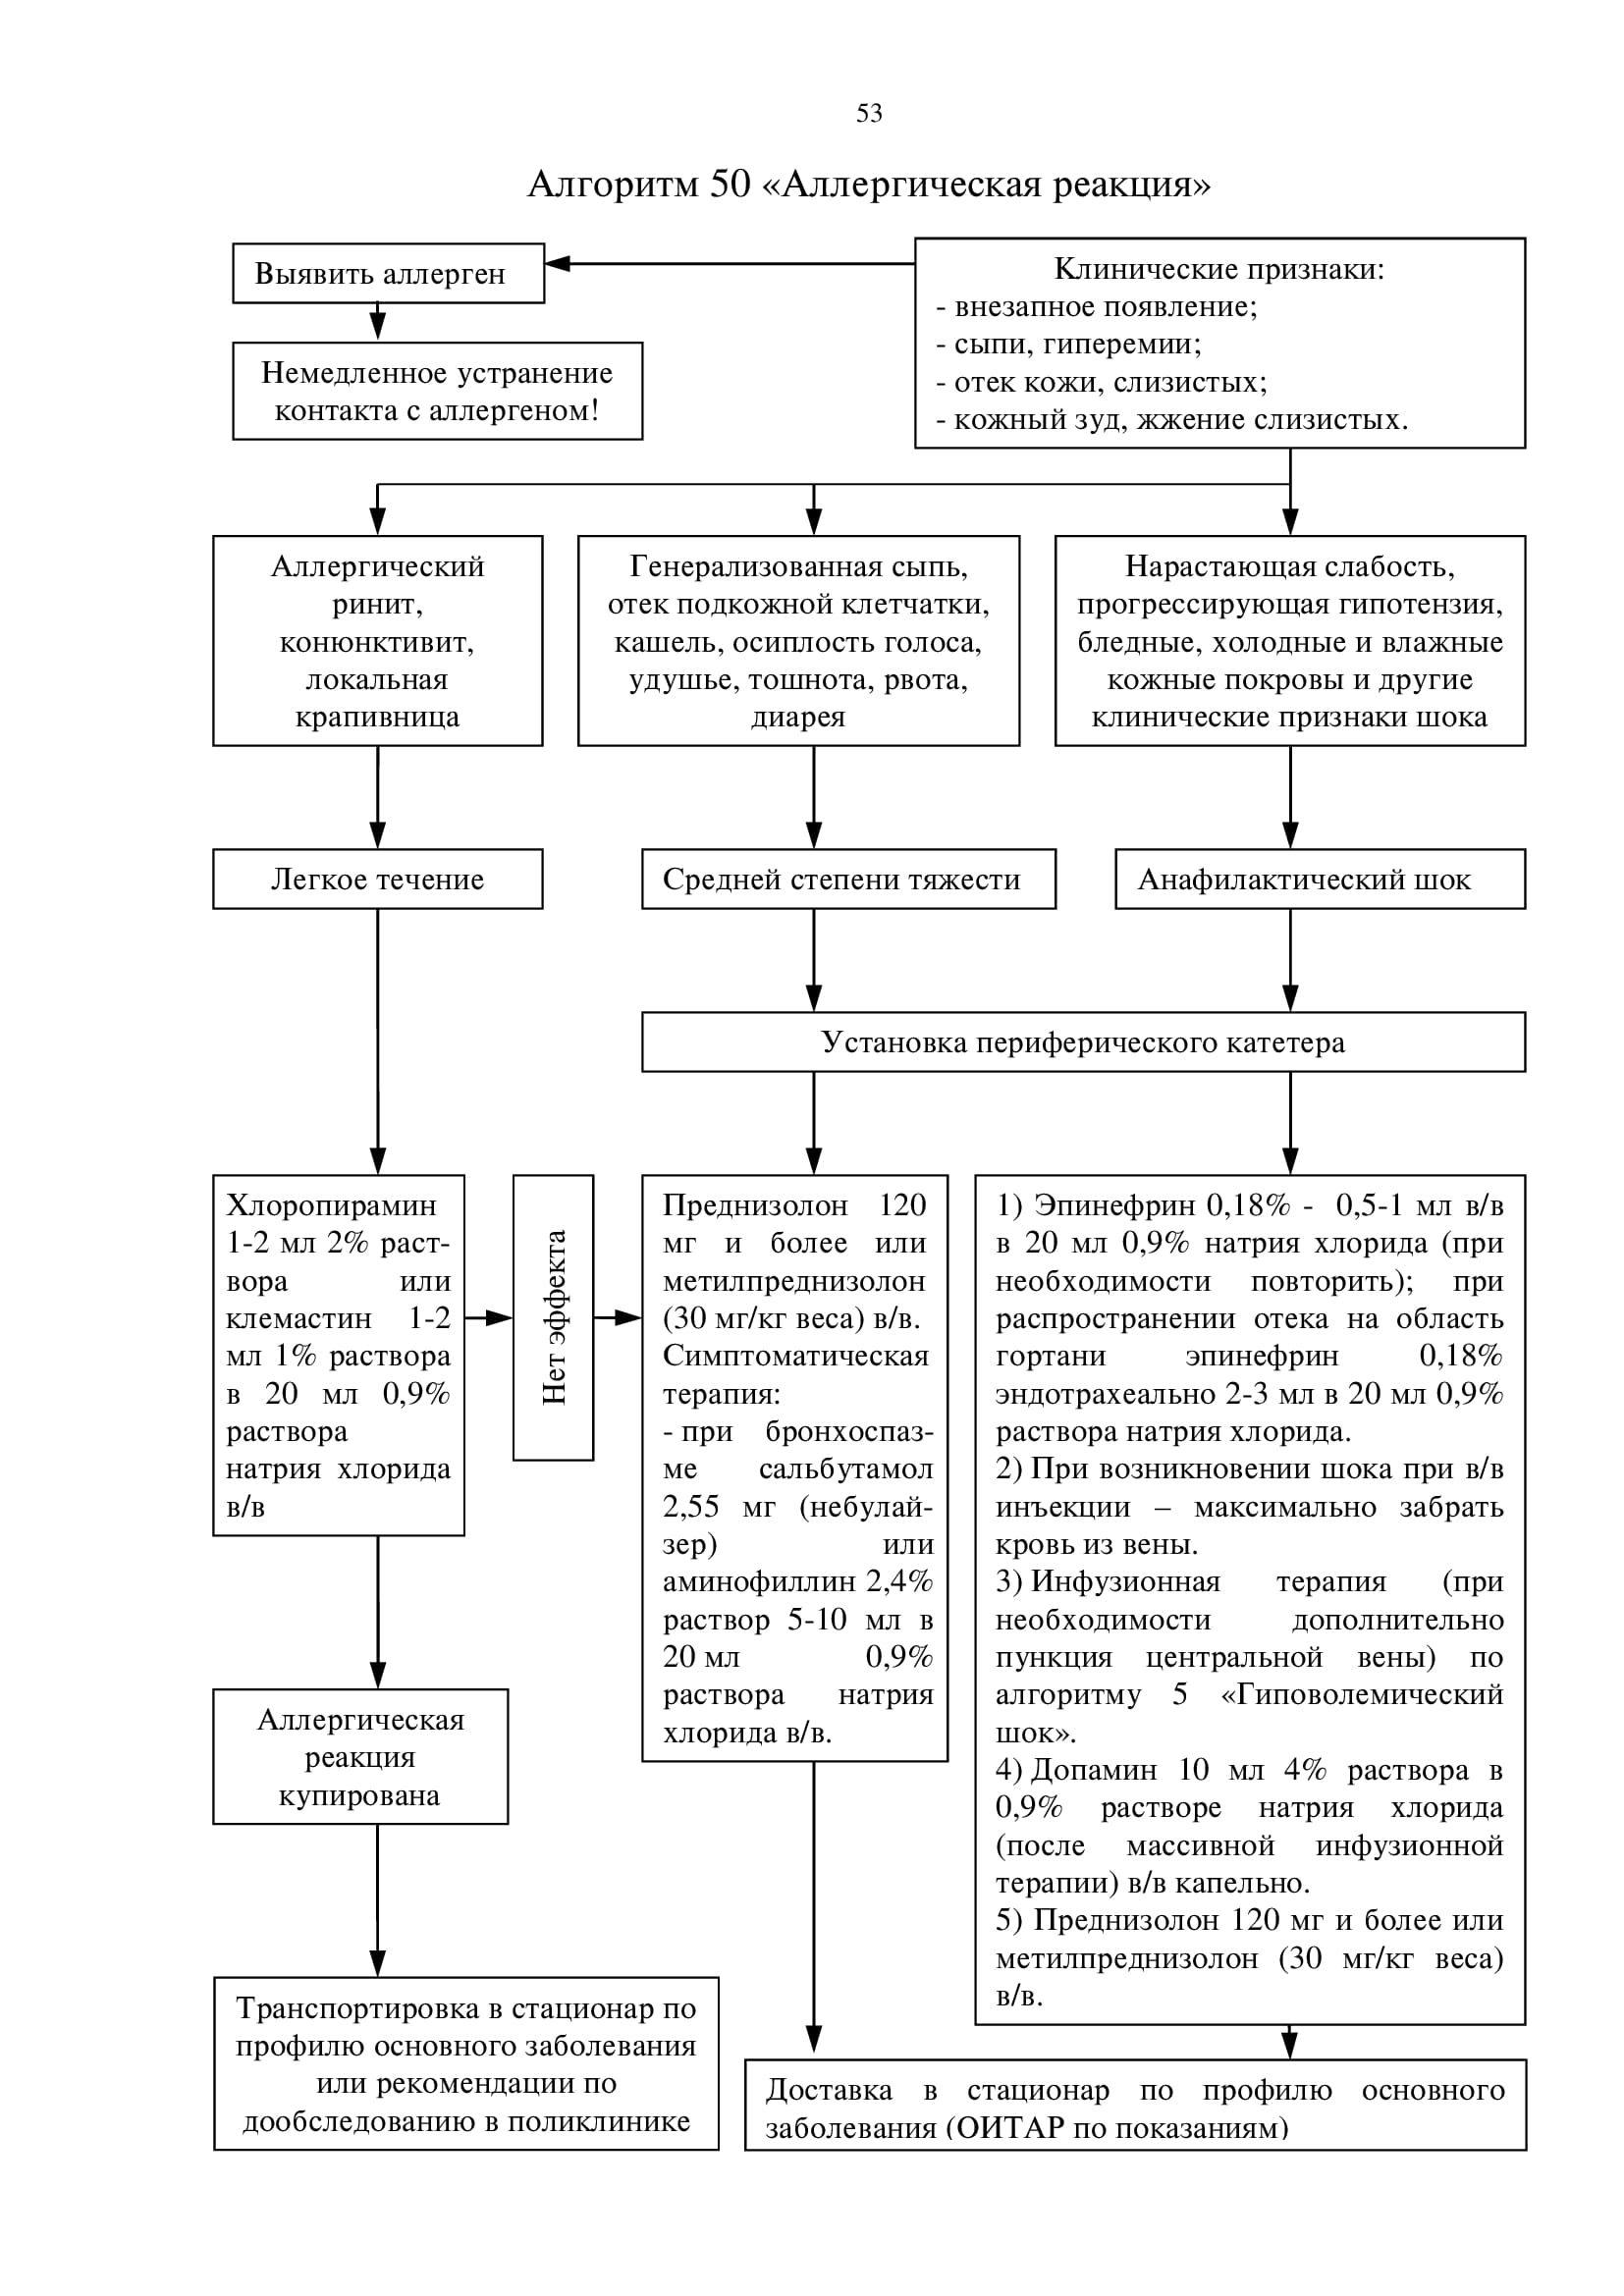 53
Алгоритм 50 «Аллергическая реакция»
Выявить аллерген
Немедленное устранение
контакта с аллергеном!
Клинические признаки:
- внезапное появление;
- сыпи, гиперемии;
- отек кожи, слизистых;
- кожный зуд, жжение слизистых.
Аллергический
ринит,
конюнктивит,
локальная
крапивница
Генерализованная сыпь,
отек подкожной клетчатки,
кашель, осиплость голоса,
удушье, тошнота, рвота,
диарея
Нарастающая слабость,
прогрессирующая гипотензия,
бледные, холодные и влажные
кожные покровы и другие
клинические признаки шока
Легкое течение
Средней степени тяжести
Анафилактический шок
Установка периферического катетера
Хлоропирамин
1-2 мл 2% раст-
вора или
клемастин 1-2
мл 1% раствора
в 20 мл 0,9%
раствора
натрия хлорида
в/в
Нет эффекта
Преднизолон 120
мг и более или
метилпреднизолон
(30 мг/кг веса) в/в.
Симптоматическая
терапия:
- при бронхоспаз-
ме сальбутамол
2,55 мг (небулай-
зер) или
аминофиллин 2,4%
раствор 5-10 мл в
20 мл 0,9%
раствора натрия
хлорида в/в.
1) Эпинефрин 0,18% - 0,5-1 мл в/в
в 20 мл 0,9% натрия хлорида (при
необходимости повторить); при
распространении отека на область
гортани эпинефрин 0,18%
эндотрахеально 2-3 мл в 20 мл 0,9%
раствора натрия хлорида.
2) При возникновении шока при в/в
инъекции – максимально забрать
кровь из вены.
3) Инфузионная терапия (при
необходимости дополнительно
пункция центральной вены) по
алгоритму 5 «Гиповолемический
шок».
4) Допамин 10 мл 4% раствора в
0,9% растворе натрия хлорида
(после массивной инфузионной
терапии) в/в капельно.
5) Преднизолон 120 мг и более или
метилпреднизолон (30 мг/кг веса)
в/в.
Аллергическая
реакция
купирована
Транспортировка в стационар по
профилю основного заболевания
или рекомендации по
дообследованию в поликлинике
Доставка в стационар по профилю основного
заболевания (ОИТАР по показаниям)